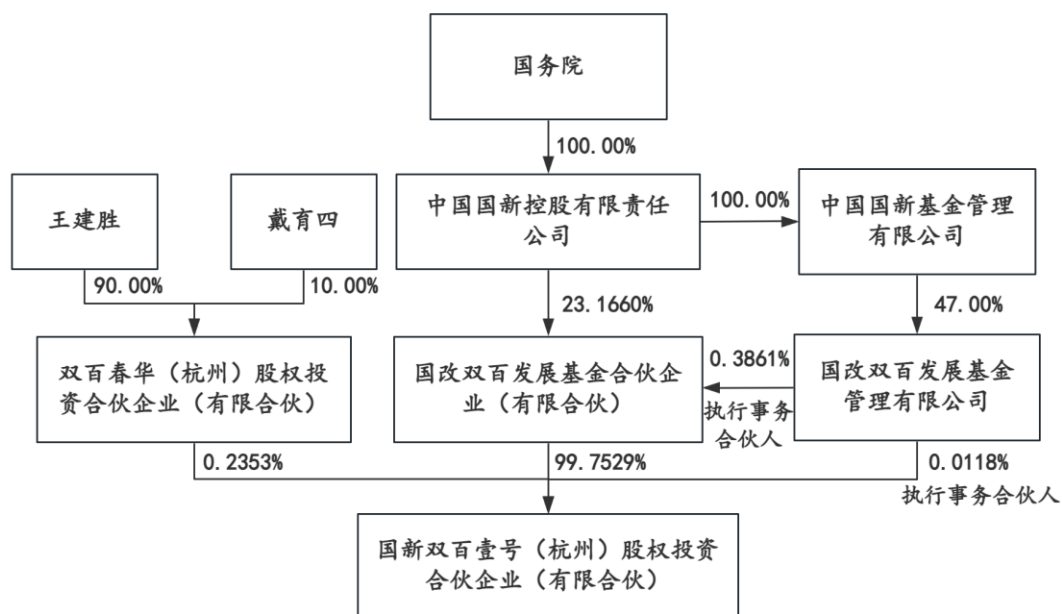 国务院
100.00%
王建胜
戴育四
中国国新控股有限责任
公司
100.00%
中国国新基金管理
有限公司
90.00%
10.00%
23.1660%
47.00%
双百春华（杭州）股权投
资合伙企业（有限合伙）
国改双百发展基金合伙企
业（有限合伙）
0.3861%
执行事务
合伙人
国改双百发展基金
管理有限公司
0.2353%
99.7529%
0.0118%
执行事务合伙人
国新双百壹号（杭州）股权投资
合伙企业（有限合伙）